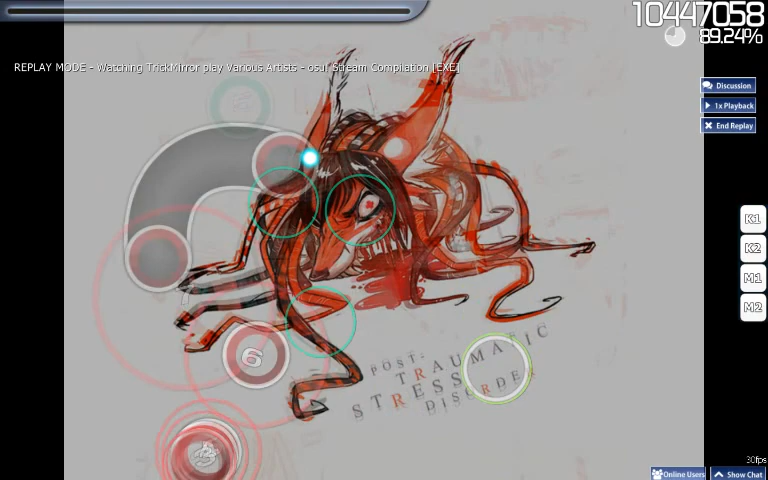 10447058
89.24%
REPLAY MODE - Watching TrickMirror play Various Artists - osu! Stream Compilation [EXE]
Discussion
1x Playback
End Replay
K1
K2
M1
M2
6
POST:
TRAUMATIC
STRESS
DISORDER
30fps
Online Users
Show Chat